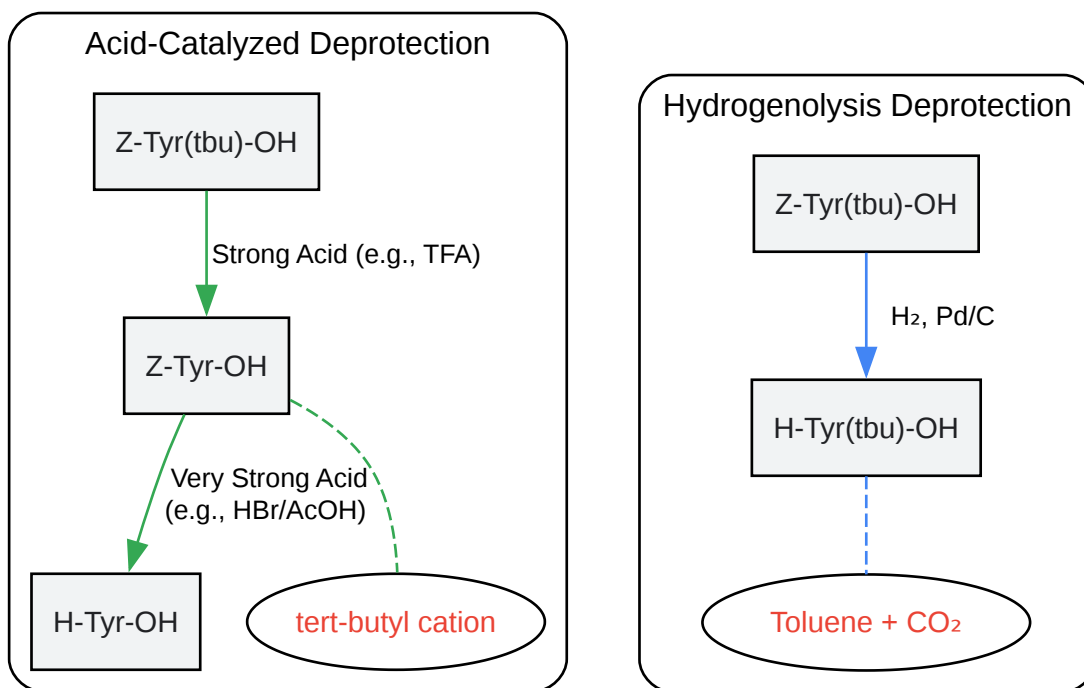 Acid-Catalyzed Deprotection
Z-Tyr(tbu)-OH
Strong Acid (e.g., TFA)
Z-Tyr-OH
Very Strong Acid
(e.g., HBr/AcOH)
H-Tyr-OH
tert-butyl cation
Hydrogenolysis Deprotection
Z-Tyr(tbu)-OH
H₂, Pd/C
H-Tyr(tbu)-OH
Toluene + CO₂